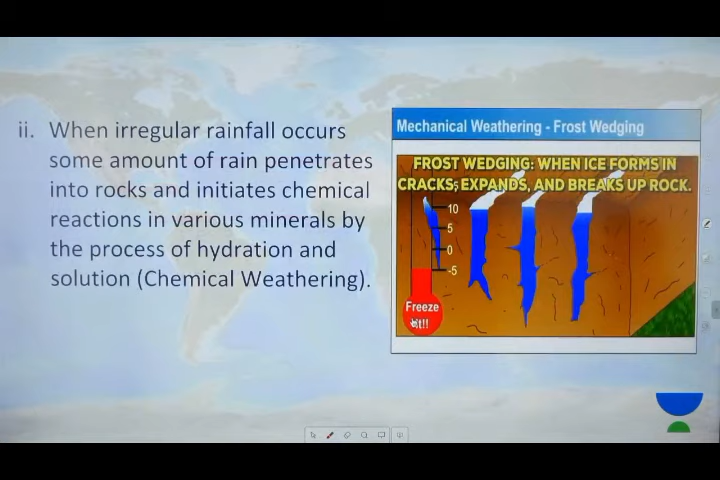 ii. When irregular rainfall occurs
some amount of rain penetrates
into rocks and initiates chemical
reactions in various minerals by
the process of hydration and
solution (Chemical Weathering).
Mechanical Weathering - Frost Wedging
FROST WEDGING: WHEN ICE FORMS IN
CRACKS, EXPANDS, AND BREAKS UP ROCK.
10
5
0
-5
Freeze
it!!